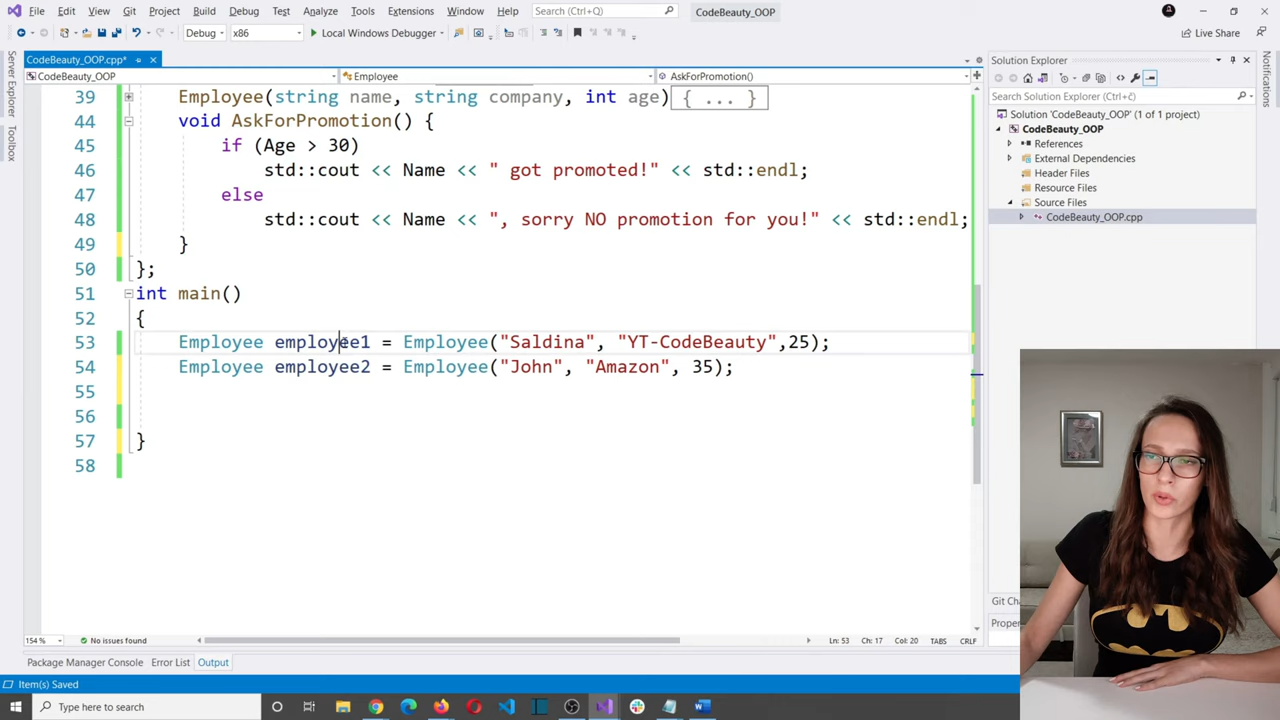 File Edit View Git Project Build Debug Test Analyze Tools Extensions Window Help Search (Ctrl+Q) CodeBeauty_OOP
Debug x86 Local Windows Debugger Live Share
CodeBeauty_OOP.cpp*
CodeBeauty_OOP Employee AskForPromotion()
39 Employee(string name, string company, int age) { ... }
44 void AskForPromotion() {
45 if (Age > 30)
46 std::cout << Name << " got promoted!" << std::endl;
47 else
48 std::cout << Name << ", sorry NO promotion for you!" << std::endl;
49 }
50 };
51 int main()
52 {
53 Employee employee1 = Employee("Saldina", "YT-CodeBeauty",25);
54 Employee employee2 = Employee("John", "Amazon", 35);
55
56
57 }
58
154 % No issues found Ln: 53 Ch: 17 Col: 20 TABS CRLF
Package Manager Console Error List Output
Item(s) Saved
Type here to search
Server Explorer
Toolbox
Solution Explorer
Search Solution Explorer (Ctrl+č)
Solution 'CodeBeauty_OOP' (1 of 1 project)
CodeBeauty_OOP
References
External Dependencies
Header Files
Resource Files
Source Files
CodeBeauty_OOP.cpp
Git Ch
Proper
Notifications